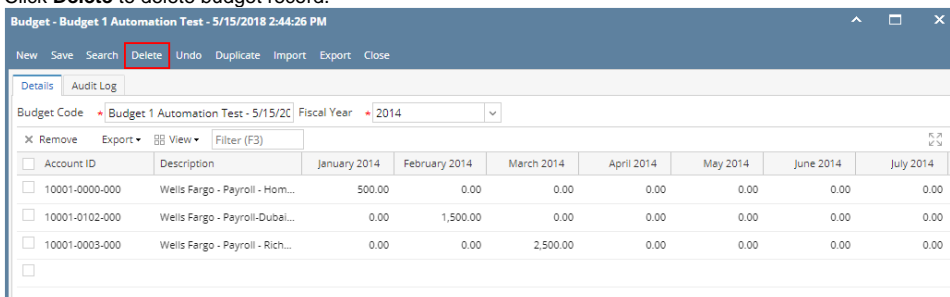 Click Delete to delete budget record.
Budget - Budget 1 Automation Test - 5/15/2018 2:44:26 PM
New Save Search Delete Undo Duplicate Import Export Close
Details Audit Log
Budget Code * Budget 1 Automation Test - 5/15/20 Fiscal Year * 2014
Remove Export View Filter (F3)
Account ID Description January 2014 February 2014 March 2014 April 2014 May 2014 June 2014 July 2014
10001-0000-000 Wells Fargo - Payroll - Hom... 500.00 0.00 0.00 0.00 0.00 0.00 0.00
10001-0102-000 Wells Fargo - Payroll-Dubai... 0.00 1,500.00 0.00 0.00 0.00 0.00 0.00
10001-0003-000 Wells Fargo - Payroll - Rich... 0.00 0.00 2,500.00 0.00 0.00 0.00 0.00